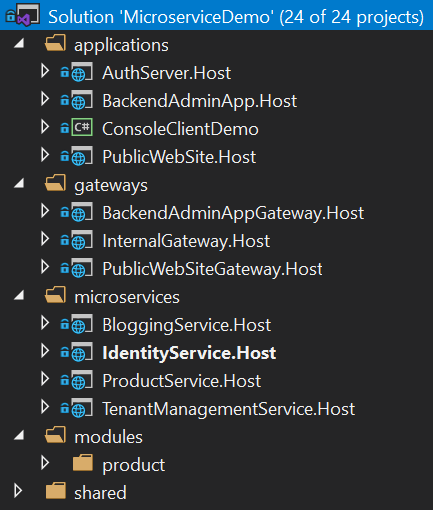 Solution 'MicroserviceDemo' (24 of 24 projects)
applications
AuthServer.Host
BackendAdminApp.Host
C# ConsoleClientDemo
PublicWebSite.Host
gateways
BackendAdminAppGateway.Host
InternalGateway.Host
PublicWebSiteGateway.Host
microservices
BloggingService.Host
IdentityService.Host
ProductService.Host
TenantManagementService.Host
modules
product
shared